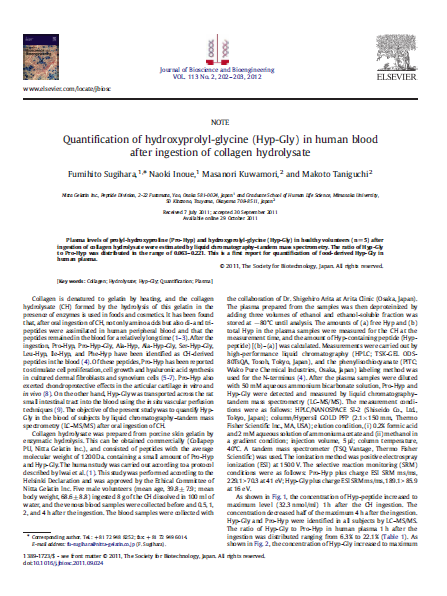 Journal of Bioscience and Bioengineering
VOL. 113 No. 2, 202–203, 2012
ELSEVIER
www.elsevier.com/locate/jbiosc
NOTE
Quantification of hydroxyprolyl-glycine (Hyp-Gly) in human blood
after ingestion of collagen hydrolysate
Fumihito Sugihara,1,* Naoki Inoue,1 Masanori Kuwamori,2 and Makoto Taniguchi2
Nitta Gelatin Inc., Peptide Division, 2-22 Futamata, Yao, Osaka 581-0024, Japan1 and Graduate School of Human Life Science, Mimasaka University,
50 Kitazono, Tsuyama, Okayama 708-8511, Japan2
Received 7 July 2011; accepted 30 September 2011
Available online 29 October 2011
Plasma levels of prolyl-hydroxyproline (Pro-Hyp) and hydroxyprolyl-glycine (Hyp-Gly) in healthy volunteers (n = 5) after
ingestion of collagen hydrolysate were estimated by liquid chromatography–tandem mass spectrometry. The ratio of Hyp-Gly
to Pro-Hyp was distributed in the range of 0.063–0.221. This is a first report for quantification of food-derived Hyp-Gly in
human plasma.
© 2011, The Society for Biotechnology, Japan. All rights reserved.
[Key words: Collagen; Hydrolysate; Hyp-Gly; Quantification; Plasma]
Collagen is denatured to gelatin by heating, and the collagen
hydrolysate (CH) formed by the hydrolysis of this gelatin in the
presence of enzymes is used in foods and cosmetics. It has been found
that, after oral ingestion of CH, not only amino acids but also di- and tri-
peptides were assimilated in human peripheral blood and that the
peptides remained in the blood for a relatively long time (1–3). After the
ingestion, Pro-Hyp, Pro-Hyp-Gly, Ala-Hyp, Ala-Hyp-Gly, Ser-Hyp-Gly,
Leu-Hyp, Ile-Hyp, and Phe-Hyp have been identified as CH-derived
peptides in the blood (4). Of these peptides, Pro-Hyp has been reported
to stimulate cell proliferation, cell growth and hyaluronic acid synthesis
in cultured dermal fibroblasts and synovium cells (5–7). Pro-Hyp also
exerted chondroprotective effects in the articular cartilage in vitro and
in vivo (8). On the other hand, Hyp-Gly was transported across the rat
small intestinal tract into the blood using the in situ vascular perfusion
techniques (9). The objective of the present study was to quantify Hyp-
Gly in the human blood by liquid chromatography–tandem mass
spectrometry (LC-MS/MS) after oral ingestion of CH.
Collagen hydrolysate was prepared from porcine skin gelatin by
enzymatic hydrolysis. This can be obtained commercially (Collapep
PU, Nitta Gelatin Inc.), and consisted of peptides with the average
molecular weight of 1200 Da, containing a small amount of Pro-Hyp
and Hyp-Gly. The human study was carried out according to a protocol
described by Iwai et al. (1). This study was performed according to the
Helsinki Declaration and was approved by the Ethical Committee of
Nitta Gelatin Inc. Five male volunteers (mean age, 39.8 ± 7.9; mean
body weight, 68.6 ± 8.8) ingested 8 g of the CH dissolved in 100 ml of
water, and the venous blood samples were collected before and 0.5, 1,
2, and 4 h after the ingestion. The blood samples were collected with
* Corresponding author. Tel.: +81 72 948 8252; fax: +81 72 949 6014.
E-mail address: fu-sugihara@nitta-gelatin.co.jp (F. Sugihara).
the collaboration of Dr. Shigehiro Arita at Arita Clinic (Osaka, Japan).
The plasma prepared from the samples was then deproteinized by
adding three volumes of ethanol and ethanol-soluble fraction was
stored at −80°C until analysis. The amounts of (a) free Hyp and (b)
total Hyp in the plasma samples were measured for the CH at the
measurement time, and the amount of Hyp-containing peptide (Hyp-
peptide) [(b)–(a)] was calculated. Measurements were carried out by
high-performance liquid chromatography (HPLC; TSK-GEL ODS-
80TsQA, Tosoh, Tokyo, Japan), and the phenylisothiocyanate (PITC;
Wako Pure Chemical Industries, Osaka, Japan) labeling method was
used for the N-terminus (4). After the plasma samples were diluted
with 50 mM aqueous ammonium bicarbonate solution, Pro-Hyp and
Hyp-Gly were detected and measured by liquid chromatography–
tandem mass spectrometry (LC–MS/MS). The measurement condi-
tions were as follows: HPLC/NANOSPACE SI-2 (Shiseido Co., Ltd.,
Tokyo, Japan); column/Hypersil GOLD PFP (2.1 × 150 mm, Thermo
Fisher Scientific Inc., MA, USA); elution condition, (i) 0.2% formic acid
and 2 mM aqueous solution of ammonium acetate and (ii) methanol in
a gradient condition; injection volume, 5 µl; column temperature,
40°C. A tandem mass spectrometer (TSQ Vantage, Thermo Fisher
Scientific) was used. The ionization method was positive electrospray
ionization (ESI) at 1500 V. The selective reaction monitoring (SRM)
conditions were as follows: Pro-Hyp plus charge ESI SRM ms/ms,
229.1 > 70.3 at 41 eV; Hyp-Gly plus charge ESI SRM ms/ms, 189.1 > 85.9
at 16 eV.
As shown in Fig. 1, the concentration of Hyp-peptide increased to
maximum level (32.3 nmol/ml) 1 h after the CH ingestion. The
concentration decreased half of the maximum 4 h after the ingestion.
Hyp-Gly and Pro-Hyp were identified in all subjects by LC–MS/MS.
The ratio of Hyp-Gly to Pro-Hyp in human plasma 1 h after the
ingestion was distributed ranging from 6.3% to 22.1% (Table 1). As
shown in Fig. 2, the concentration of Hyp-Gly increased to maximum
1389-1723/$ - see front matter © 2011, The Society for Biotechnology, Japan. All rights reserved.
doi:10.1016/j.jbiosc.2011.09.024